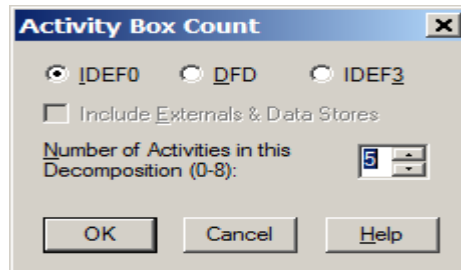 Activity Box Count
IDEF0 DFD IDEF3
Include Externals & Data Stores
Number of Activities in this
Decomposition (0-8):
5
OK Cancel Help